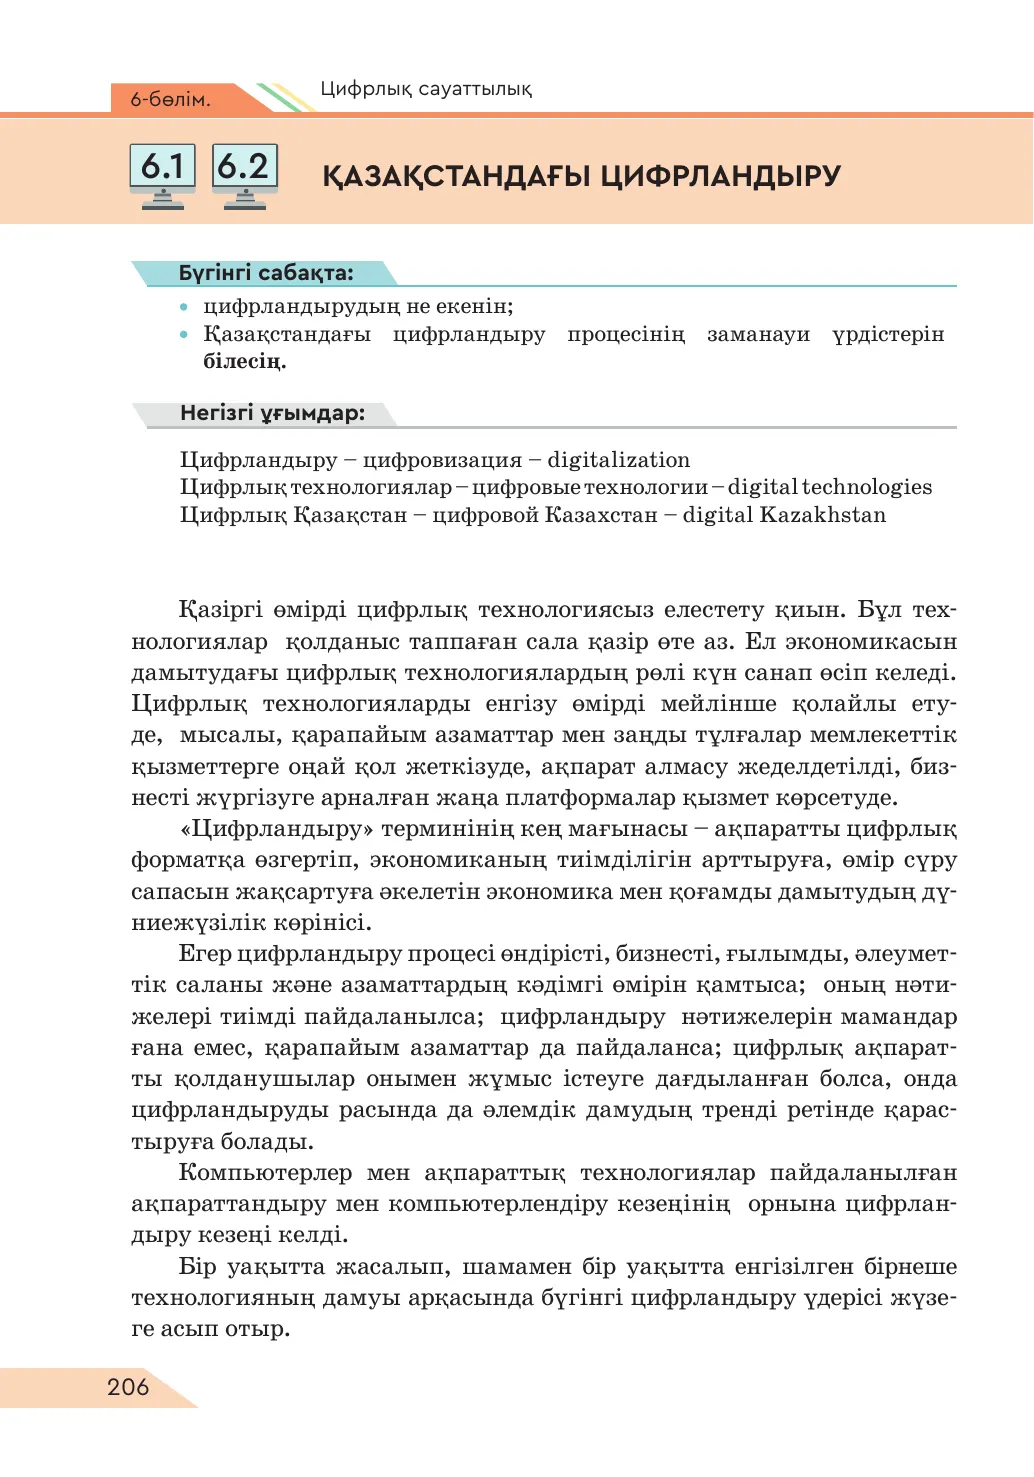 6-бөлім.
Цифрлық сауаттылық
6.1 6.2 ҚАЗАҚСТАНДАҒЫ ЦИФРЛАНДЫРУ
Бүгінгі сабақта:
• цифрландырудың не екенін;
• Қазақстандағы цифрландыру процесінің заманауи үрдістерін
білесің.
Негізгі ұғымдар:
Цифрландыру – цифровизация – digitalization
Цифрлық технологиялар – цифровые технологии – digital technologies
Цифрлық Қазақстан – цифровой Казахстан – digital Kazakhstan
Қазіргі өмірді цифрлық технологиясыз елестету қиын. Бұл тех-
нологиялар қолданыс таппаған сала қазір өте аз. Ел экономикасын
дамытудағы цифрлық технологиялардың рөлі күн санап өсіп келеді.
Цифрлық технологияларды енгізу өмірді мейлінше қолайлы ету-
де, мысалы, қарапайым азаматтар мен заңды тұлғалар мемлекеттік
қызметтерге оңай қол жеткізуде, ақпарат алмасу жеделдетілді, биз-
несті жүргізуге арналған жаңа платформалар қызмет көрсетуде.
«Цифрландыру» терминінің кең мағынасы – ақпаратты цифрлық
форматқа өзгертіп, экономиканың тиімділігін арттыруға, өмір сүру
сапасын жақсартуға әкелетін экономика мен қоғамды дамытудың дү-
ниежүзілік көрінісі.
Егер цифрландыру процесі өндірісті, бизнесті, ғылымды, әлеумет-
тік саланы және азаматтардың кәдімгі өмірін қамтыса; оның нәти-
желері тиімді пайдаланылса; цифрландыру нәтижелерін мамандар
ғана емес, қарапайым азаматтар да пайдаланса; цифрлық ақпарат-
ты қолданушылар онымен жұмыс істеуге дағдыланған болса, онда
цифрландыруды расында да әлемдік дамудың тренді ретінде қарас-
тыруға болады.
Компьютерлер мен ақпараттық технологиялар пайдаланылған
ақпараттандыру мен компьютерлендіру кезеңінің орнына цифрлан-
дыру кезеңі келді.
Бір уақытта жасалып, шамамен бір уақытта енгізілген бірнеше
технологияның дамуы арқасында бүгінгі цифрландыру үдерісі жүзе-
ге асып отыр.
206